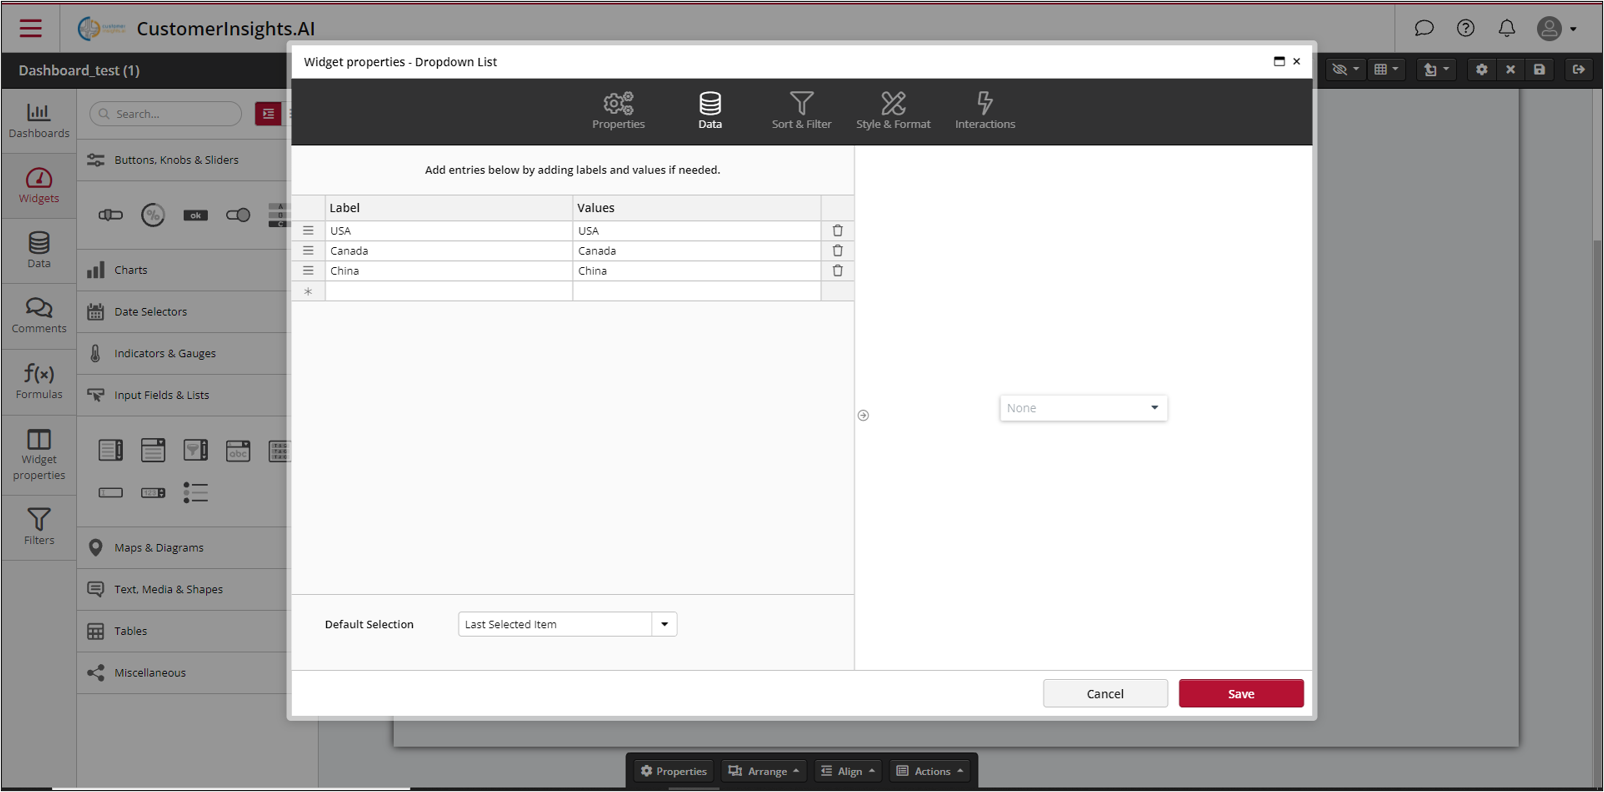 CustomerInsights.AI
Dashboard_test (1)
Dashboards
Widgets
Data
Comments
f(x)
Formulas
Widget
properties
Filters
Search...
Buttons, Knobs & Sliders
%
ok
A
B
C
Charts
Date Selectors
Indicators & Gauges
Input Fields & Lists
abc
Maps & Diagrams
Text, Media & Shapes
Tables
Miscellaneous
Widget properties - Dropdown List
Properties
Data
Sort & Filter
Style & Format
Interactions
Add entries below by adding labels and values if needed.
Label Values
USA USA
Canada Canada
China China
*
None
Default Selection Last Selected Item
Cancel Save
Properties Arrange Align Actions